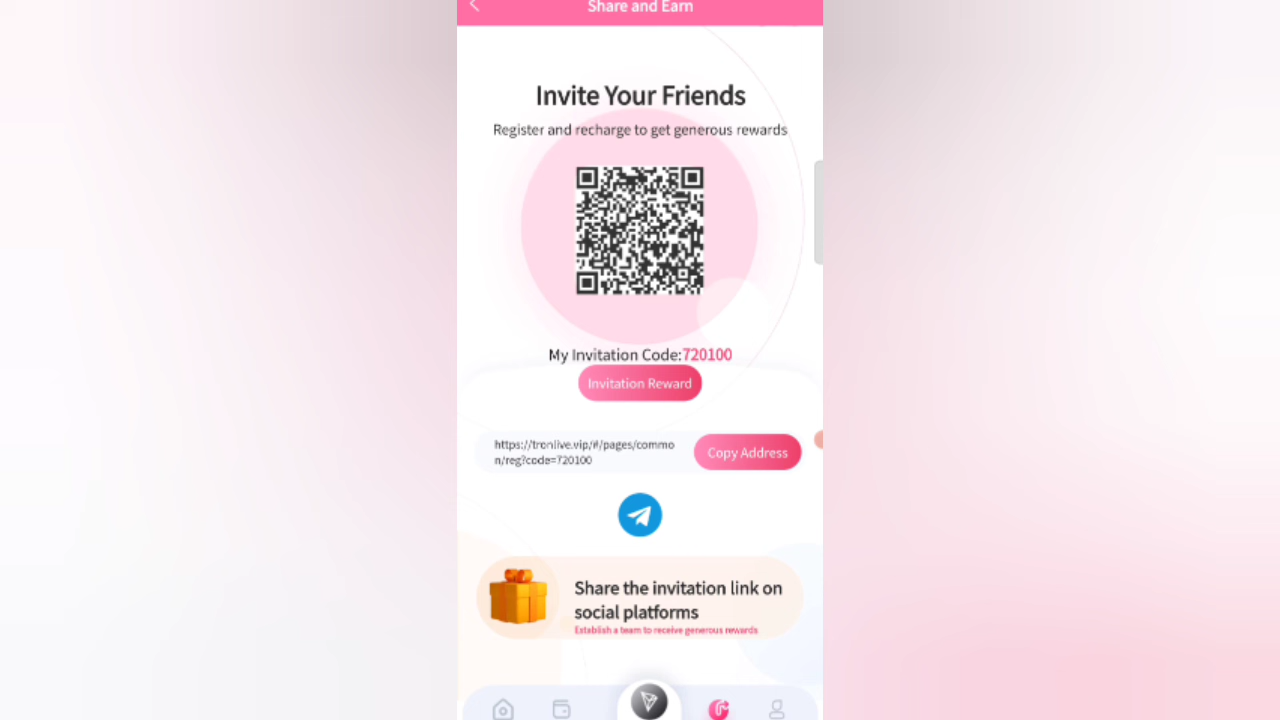 Share and Earn
Invite Your Friends
Register and recharge to get generous rewards
My Invitation Code:720100
Invitation Reward
https://tronlive.vip/#/pages/commo
n/reg?code=720100
Copy Address
Share the invitation link on
social platforms
Establish a team to receive generous rewards